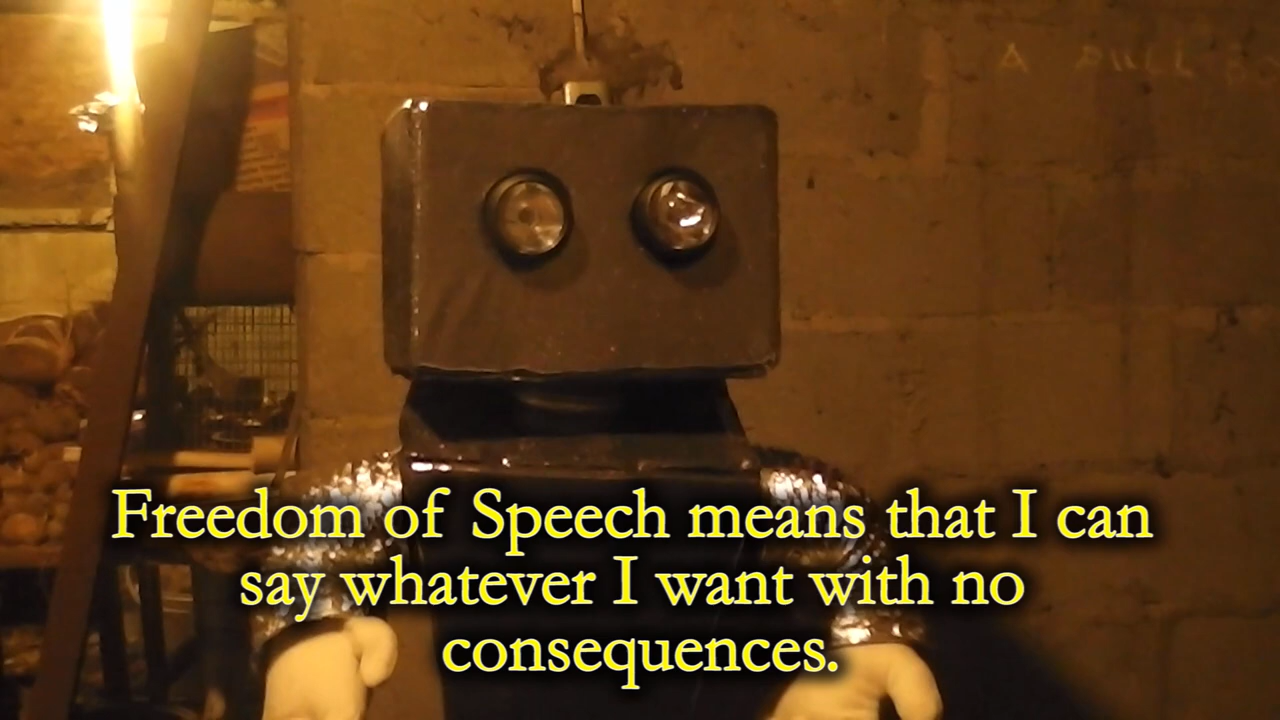 Freedom of Speech means that I can
say whatever I want with no
consequences.